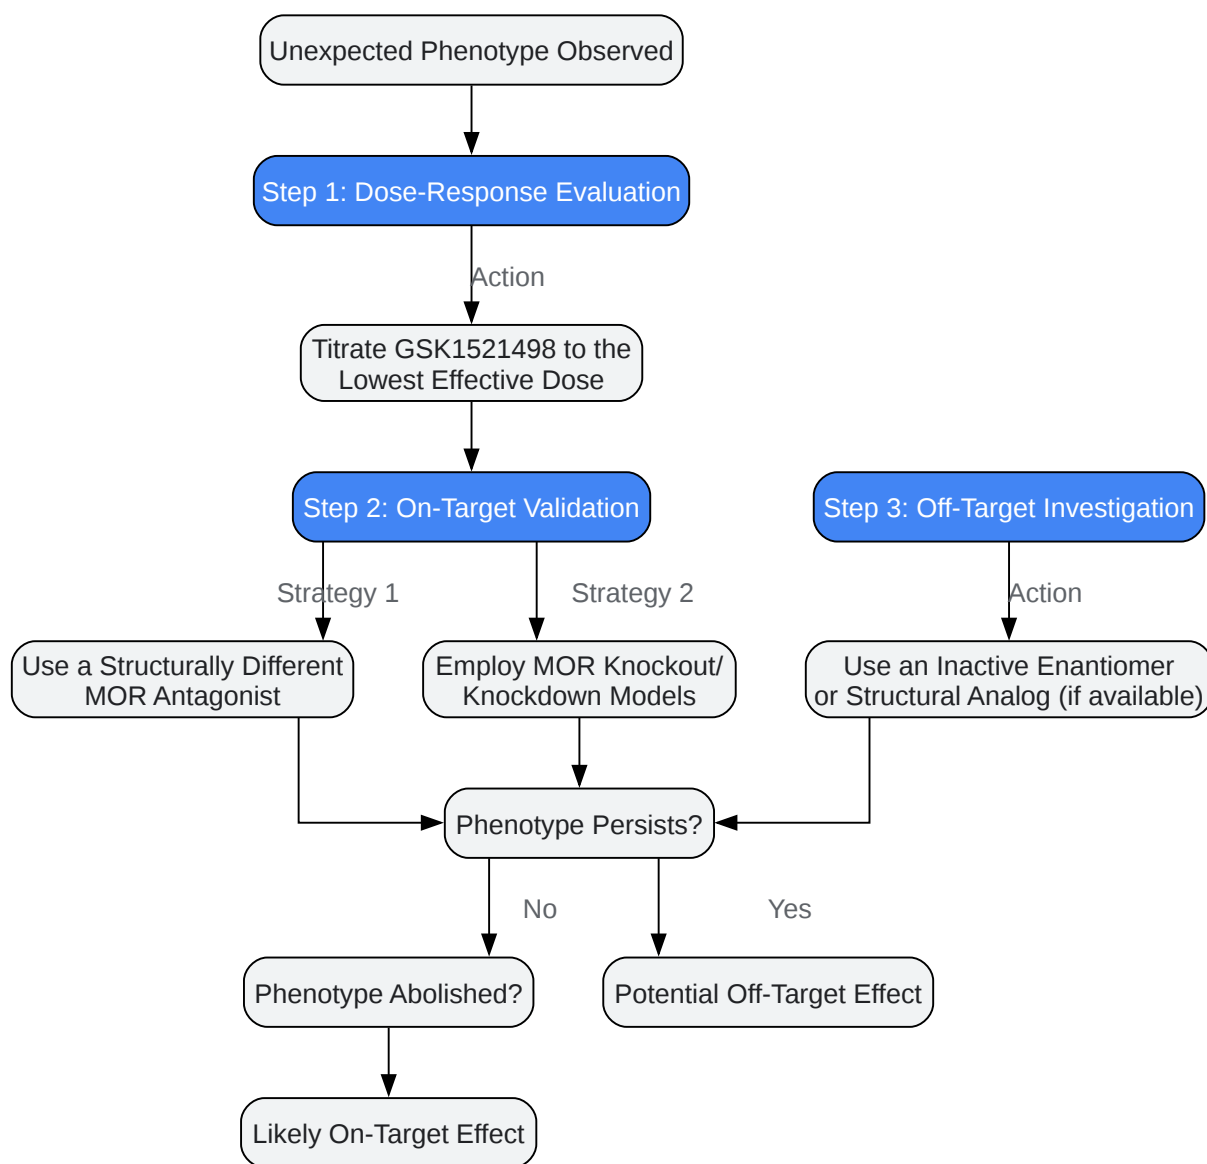 Unexpected Phenotype Observed
Step 1: Dose-Response Evaluation
Action
Titrate GSK1521498 to the
Lowest Effective Dose
Step 2: On-Target Validation
Step 3: Off-Target Investigation
Strategy 1
Strategy 2
Action
Use a Structurally Different
MOR Antagonist
Employ MOR Knockout/
Knockdown Models
Use an Inactive Enantiomer
or Structural Analog (if available)
Phenotype Persists?
No
Yes
Phenotype Abolished?
Potential Off-Target Effect
Likely On-Target Effect